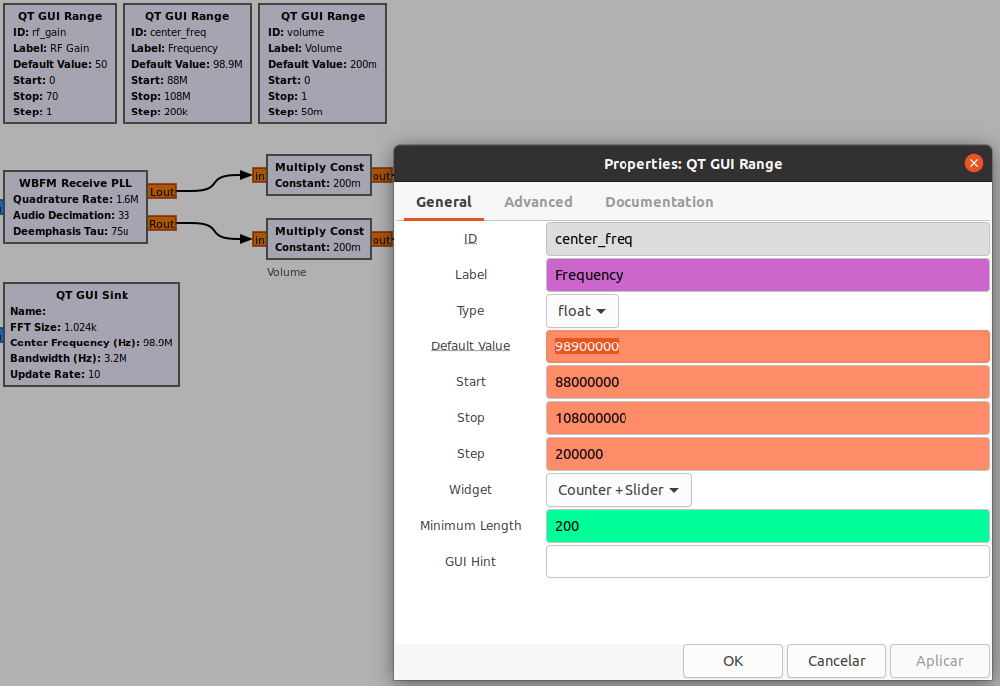 QT GUI Range
ID: rf_gain
Label: RF Gain
Default Value: 50
Start: 0
Stop: 70
Step: 1
QT GUI Range
ID: center_freq
Label: Frequency
Default Value: 98.9M
Start: 88M
Stop: 108M
Step: 200k
QT GUI Range
ID: volume
Label: Volume
Default Value: 200m
Start: 0
Stop: 1
Step: 50m
WBFM Receive PLL
Quadrature Rate: 1.6M
Audio Decimation: 33
Deemphasis Tau: 75u
Lout
Rout
in
Multiply Const
Constant: 200m
out
in
Multiply Const
Constant: 200m
out
Volume
QT GUI Sink
Name:
FFT Size: 1.024k
Center Frequency (Hz): 98.9M
Bandwidth (Hz): 3.2M
Update Rate: 10
Properties: QT GUI Range
General Advanced Documentation
ID center_freq
Label Frequency
Type float
Default Value 98900000
Start 88000000
Stop 108000000
Step 200000
Widget Counter + Slider
Minimum Length 200
GUI Hint
OK Cancelar Aplicar